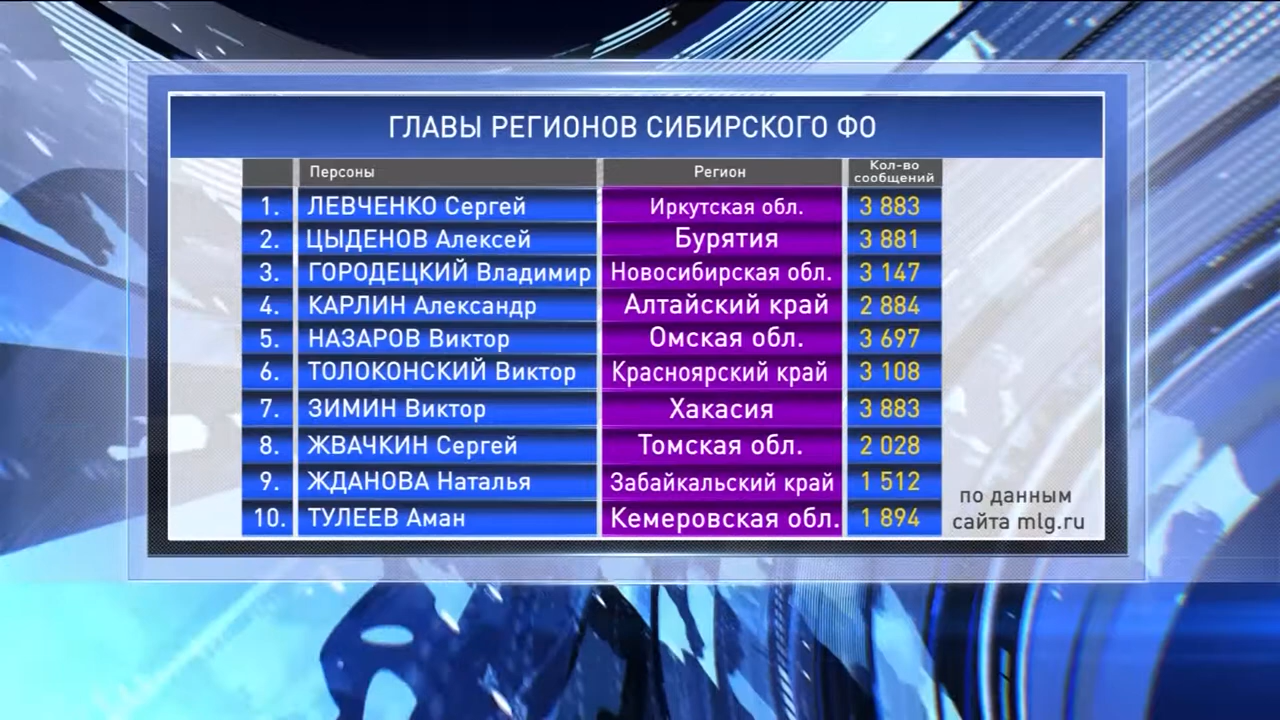 ГЛАВЫ РЕГИОНОВ СИБИРСКОГО ФО
Персоны Регион Кол-во сообщений
1. ЛЕВЧЕНКО Сергей Иркутская обл. 3 883
2. ЦЫДЕНОВ Алексей Бурятия 3 881
3. ГОРОДЕЦКИЙ Владимир Новосибирская обл. 3 147
4. КАРЛИН Александр Алтайский край 2 884
5. НАЗАРОВ Виктор Омская обл. 3 697
6. ТОЛОКОНСКИЙ Виктор Красноярский край 3 108
7. ЗИМИН Виктор Хакасия 3 883
8. ЖВАЧКИН Сергей Томская обл. 2 028
9. ЖДАНОВА Наталья Забайкальский край 1 512
10. ТУЛЕЕВ Аман Кемеровская обл. 1 894
по данным
сайта mlg.ru